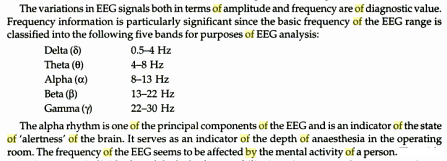 The variations in EEG signals both in terms of amplitude and frequency are of diagnostic value.
Frequency information is particularly significant since the basic frequency of the EEG range is
classified into the following five bands for purposes of EEG analysis:
Delta (δ) 0.5–4 Hz
Theta (θ) 4–8 Hz
Alpha (α) 8–13 Hz
Beta (β) 13–22 Hz
Gamma (γ) 22–30 Hz
The alpha rhythm is one of the principal components of the EEG and is an indicator of the state
of 'alertness' of the brain. It serves as an indicator of the depth of anaesthesia in the operating
room. The frequency of the EEG seems to be affected by the mental activity of a person.